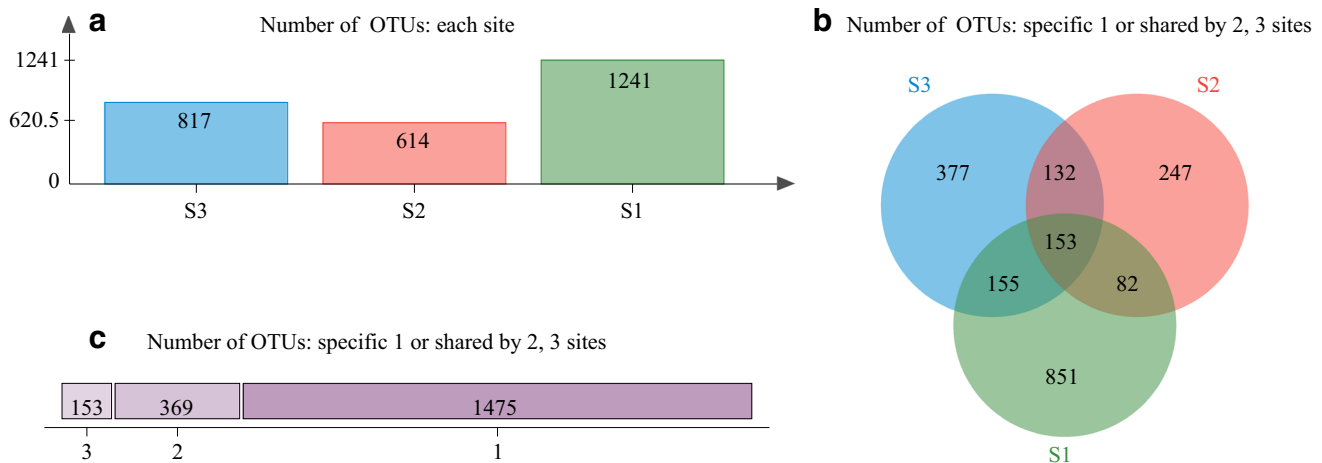 a
Number of OTUs: each site
1241
620.5
0
817
614
1241
S3
S2
S1
b
Number of OTUs: specific 1 or shared by 2, 3 sites
S3
S2
377
132
247
153
155
82
851
S1
c
Number of OTUs: specific 1 or shared by 2, 3 sites
153
369
1475
3
2
1